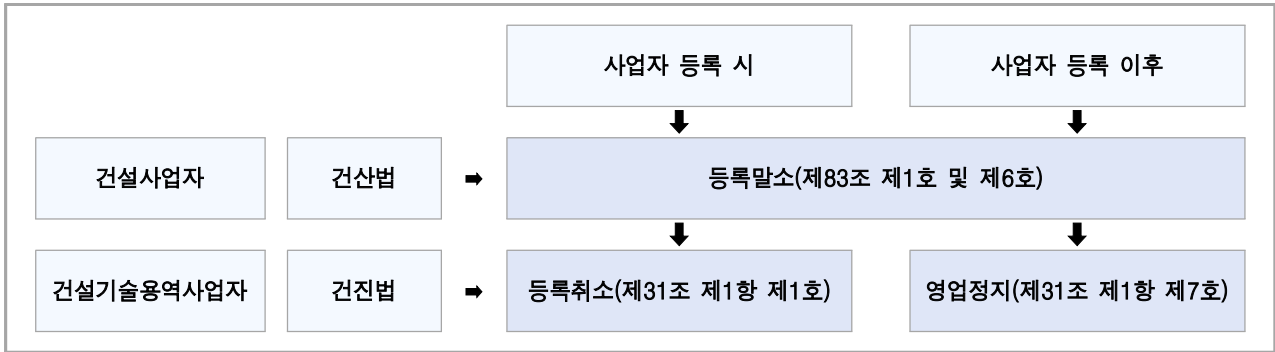 사업자 등록 시
사업자 등록 이후
건설사업자
건산법
등록말소(제83조 제1호 및 제6호)
건설기술용역사업자
건진법
등록취소(제31조 제1항 제1호)
영업정지(제31조 제1항 제7호)